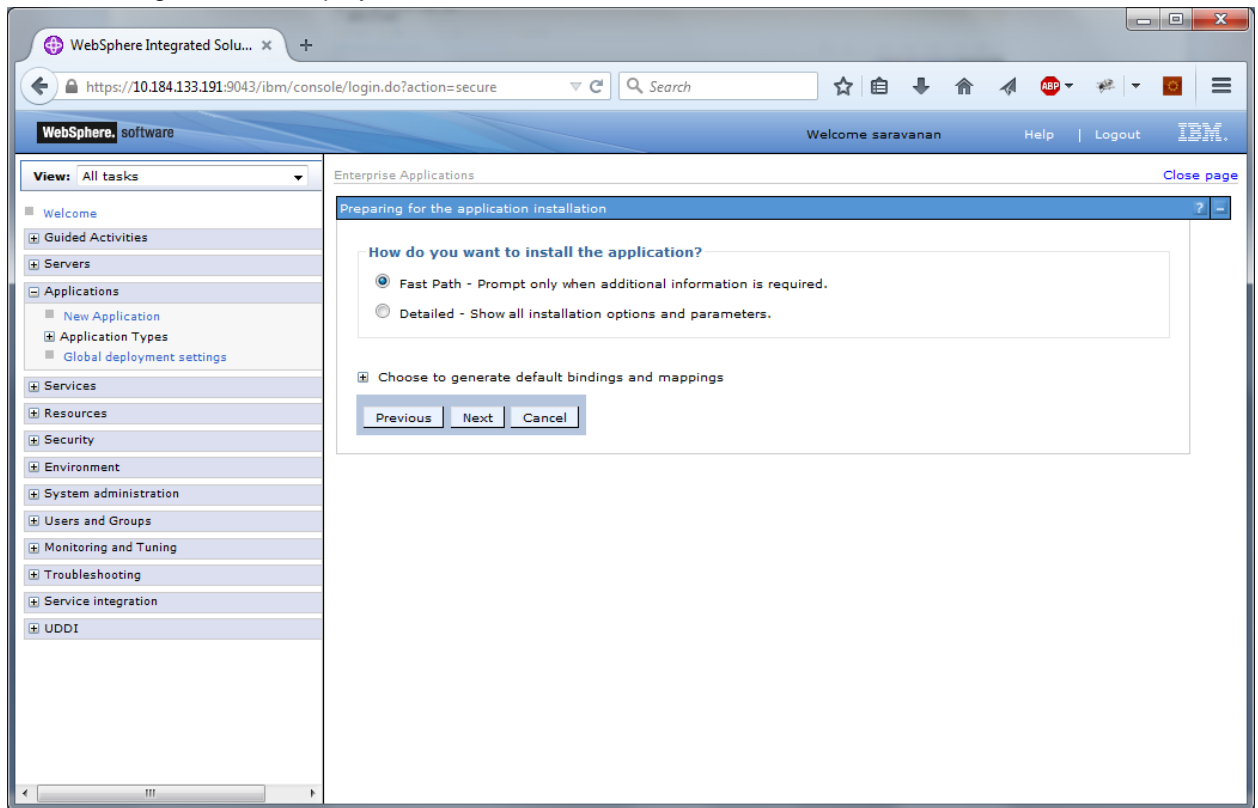 WebSphere Integrated Solu...
https://10.184.133.191:9043/ibm/console/login.do?action=secure
Search
ABP
WebSphere. software
Welcome saravanan
Help | Logout
IBM.
View: All tasks
Welcome
Guided Activities
Servers
Applications
New Application
Application Types
Global deployment settings
Services
Resources
Security
Environment
System administration
Users and Groups
Monitoring and Tuning
Troubleshooting
Service integration
UDDI
Enterprise Applications
Close page
Preparing for the application installation
? -
How do you want to install the application?
Fast Path - Prompt only when additional information is required.
Detailed - Show all installation options and parameters.
Choose to generate default bindings and mappings
Previous Next Cancel